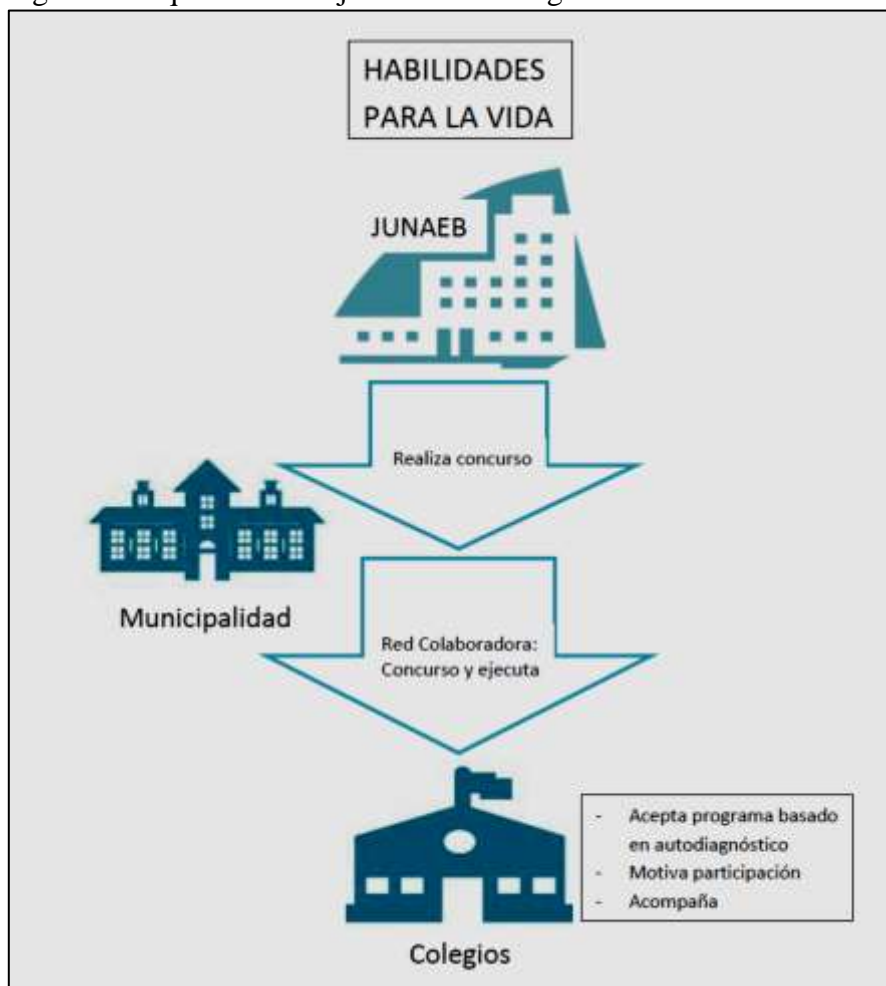 HABILIDADES
PARA LA VIDA
JUNAEB
Realiza concurso
Municipalidad
Red Colaboradora:
Concurso y ejecuta
- Acepta programa basado
en autodiagnóstico
- Motiva participación
- Acompaña
Colegios